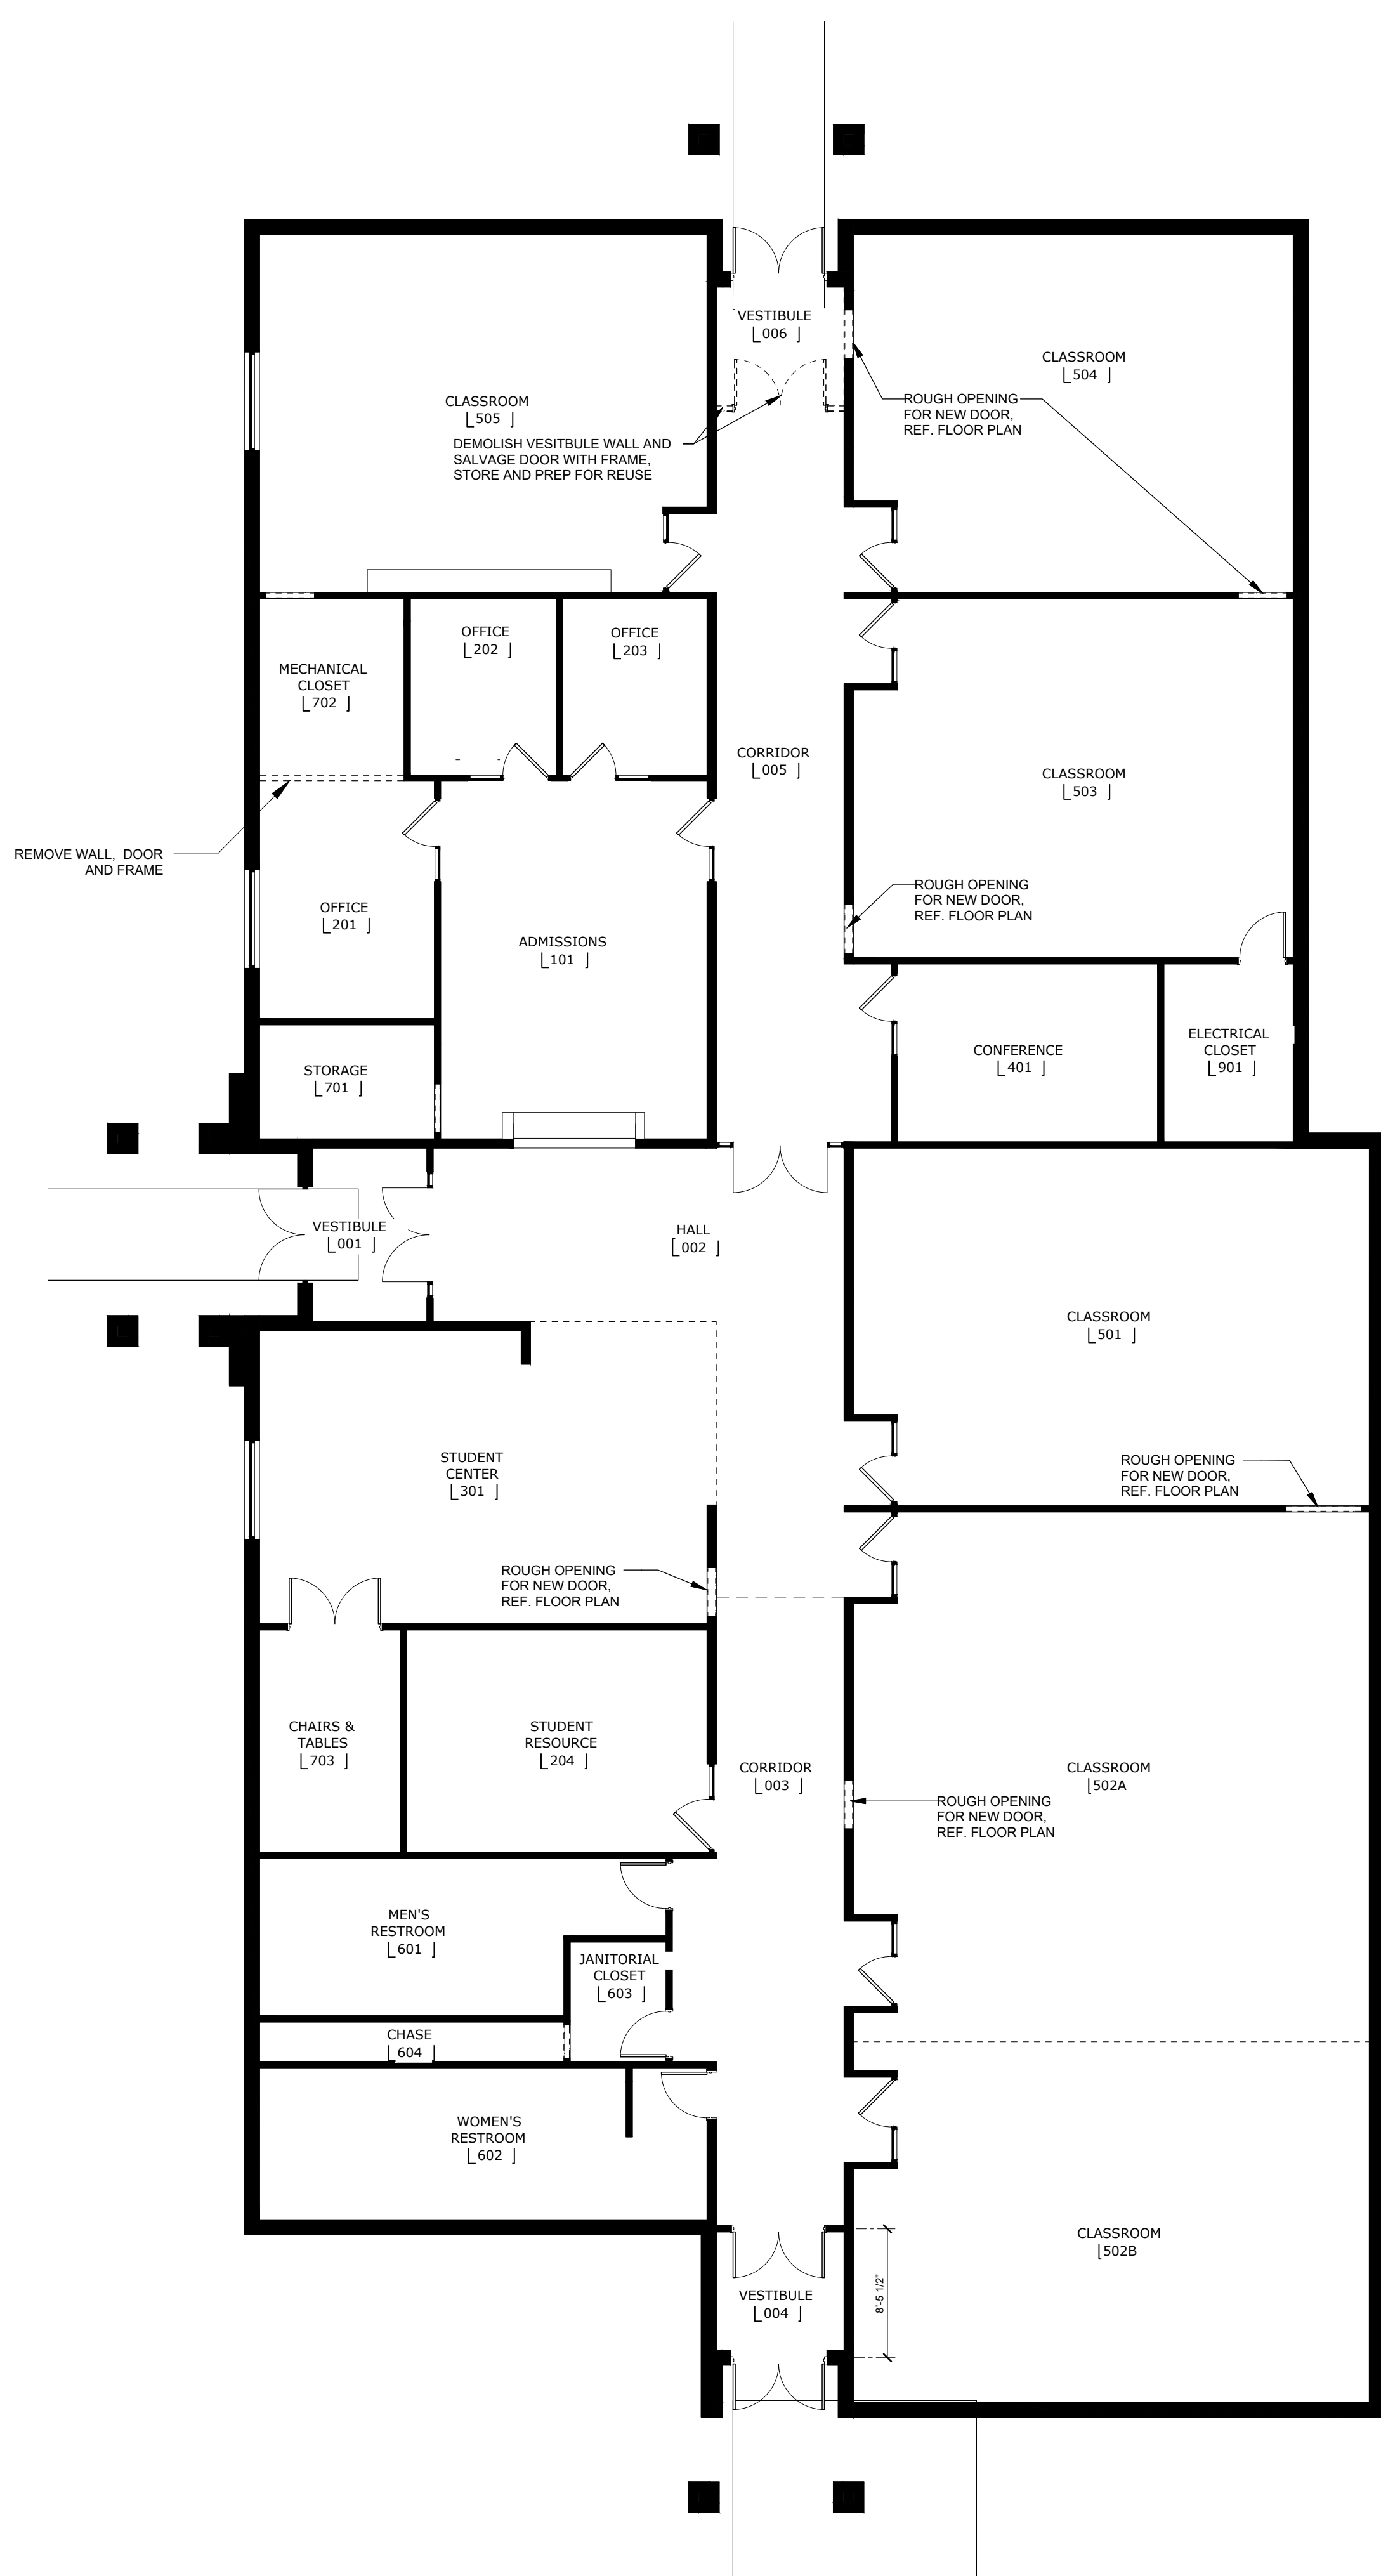 VESTIBULE
006
CLASSROOM
504
CLASSROOM
505
ROUGH OPENING
FOR NEW DOOR,
REF. FLOOR PLAN
DEMOLISH VESITBULE WALL AND
SALVAGE DOOR WITH FRAME,
STORE AND PREP FOR REUSE
OFFICE
202
OFFICE
203
MECHANICAL
CLOSET
702
CORRIDOR
005
CLASSROOM
503
REMOVE WALL, DOOR
AND FRAME
ROUGH OPENING
FOR NEW DOOR,
REF. FLOOR PLAN
OFFICE
201
ADMISSIONS
101
STORAGE
701
CONFERENCE
401
ELECTRICAL
CLOSET
901
VESTIBULE
001
HALL
002
CLASSROOM
501
STUDENT
CENTER
301
ROUGH OPENING
FOR NEW DOOR,
REF. FLOOR PLAN
ROUGH OPENING
FOR NEW DOOR,
REF. FLOOR PLAN
CHAIRS &
TABLES
703
STUDENT
RESOURCE
204
CORRIDOR
003
CLASSROOM
502A
ROUGH OPENING
FOR NEW DOOR,
REF. FLOOR PLAN
MEN'S
RESTROOM
601
JANITORIAL
CLOSET
603
CHASE
604
WOMEN'S
RESTROOM
602
CLASSROOM
502B
8'-5 1/2"
VESTIBULE
004